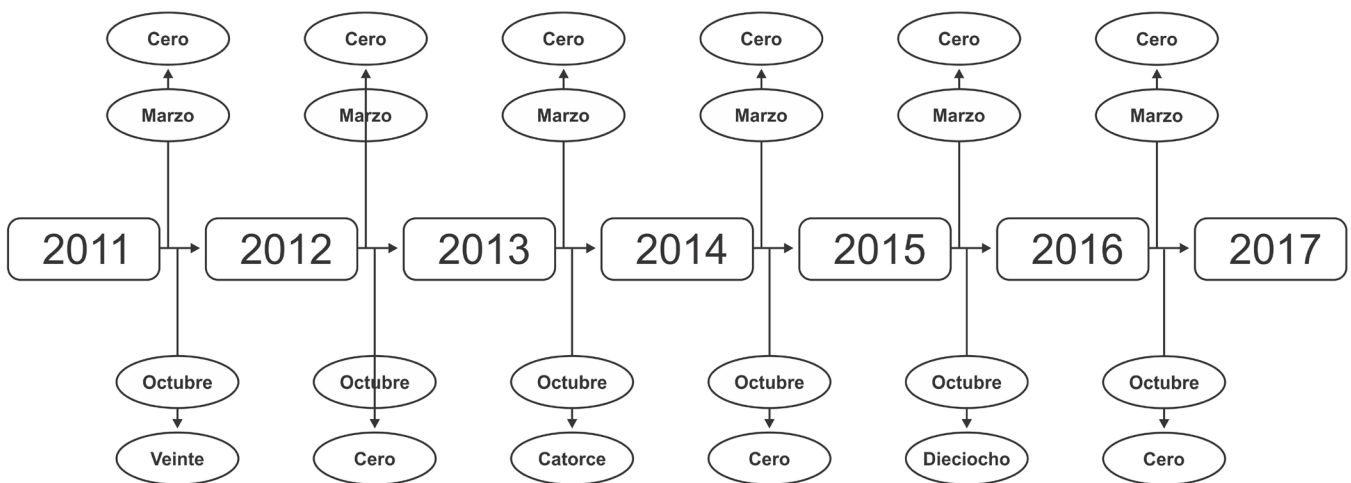 Cero Cero Cero Cero Cero Cero
Marzo Marzo Marzo Marzo Marzo Marzo
2011 2012 2013 2014 2015 2016 2017
Octubre Octubre Octubre Octubre Octubre Octubre
Veinte Cero Catorce Cero Dieciocho Cero